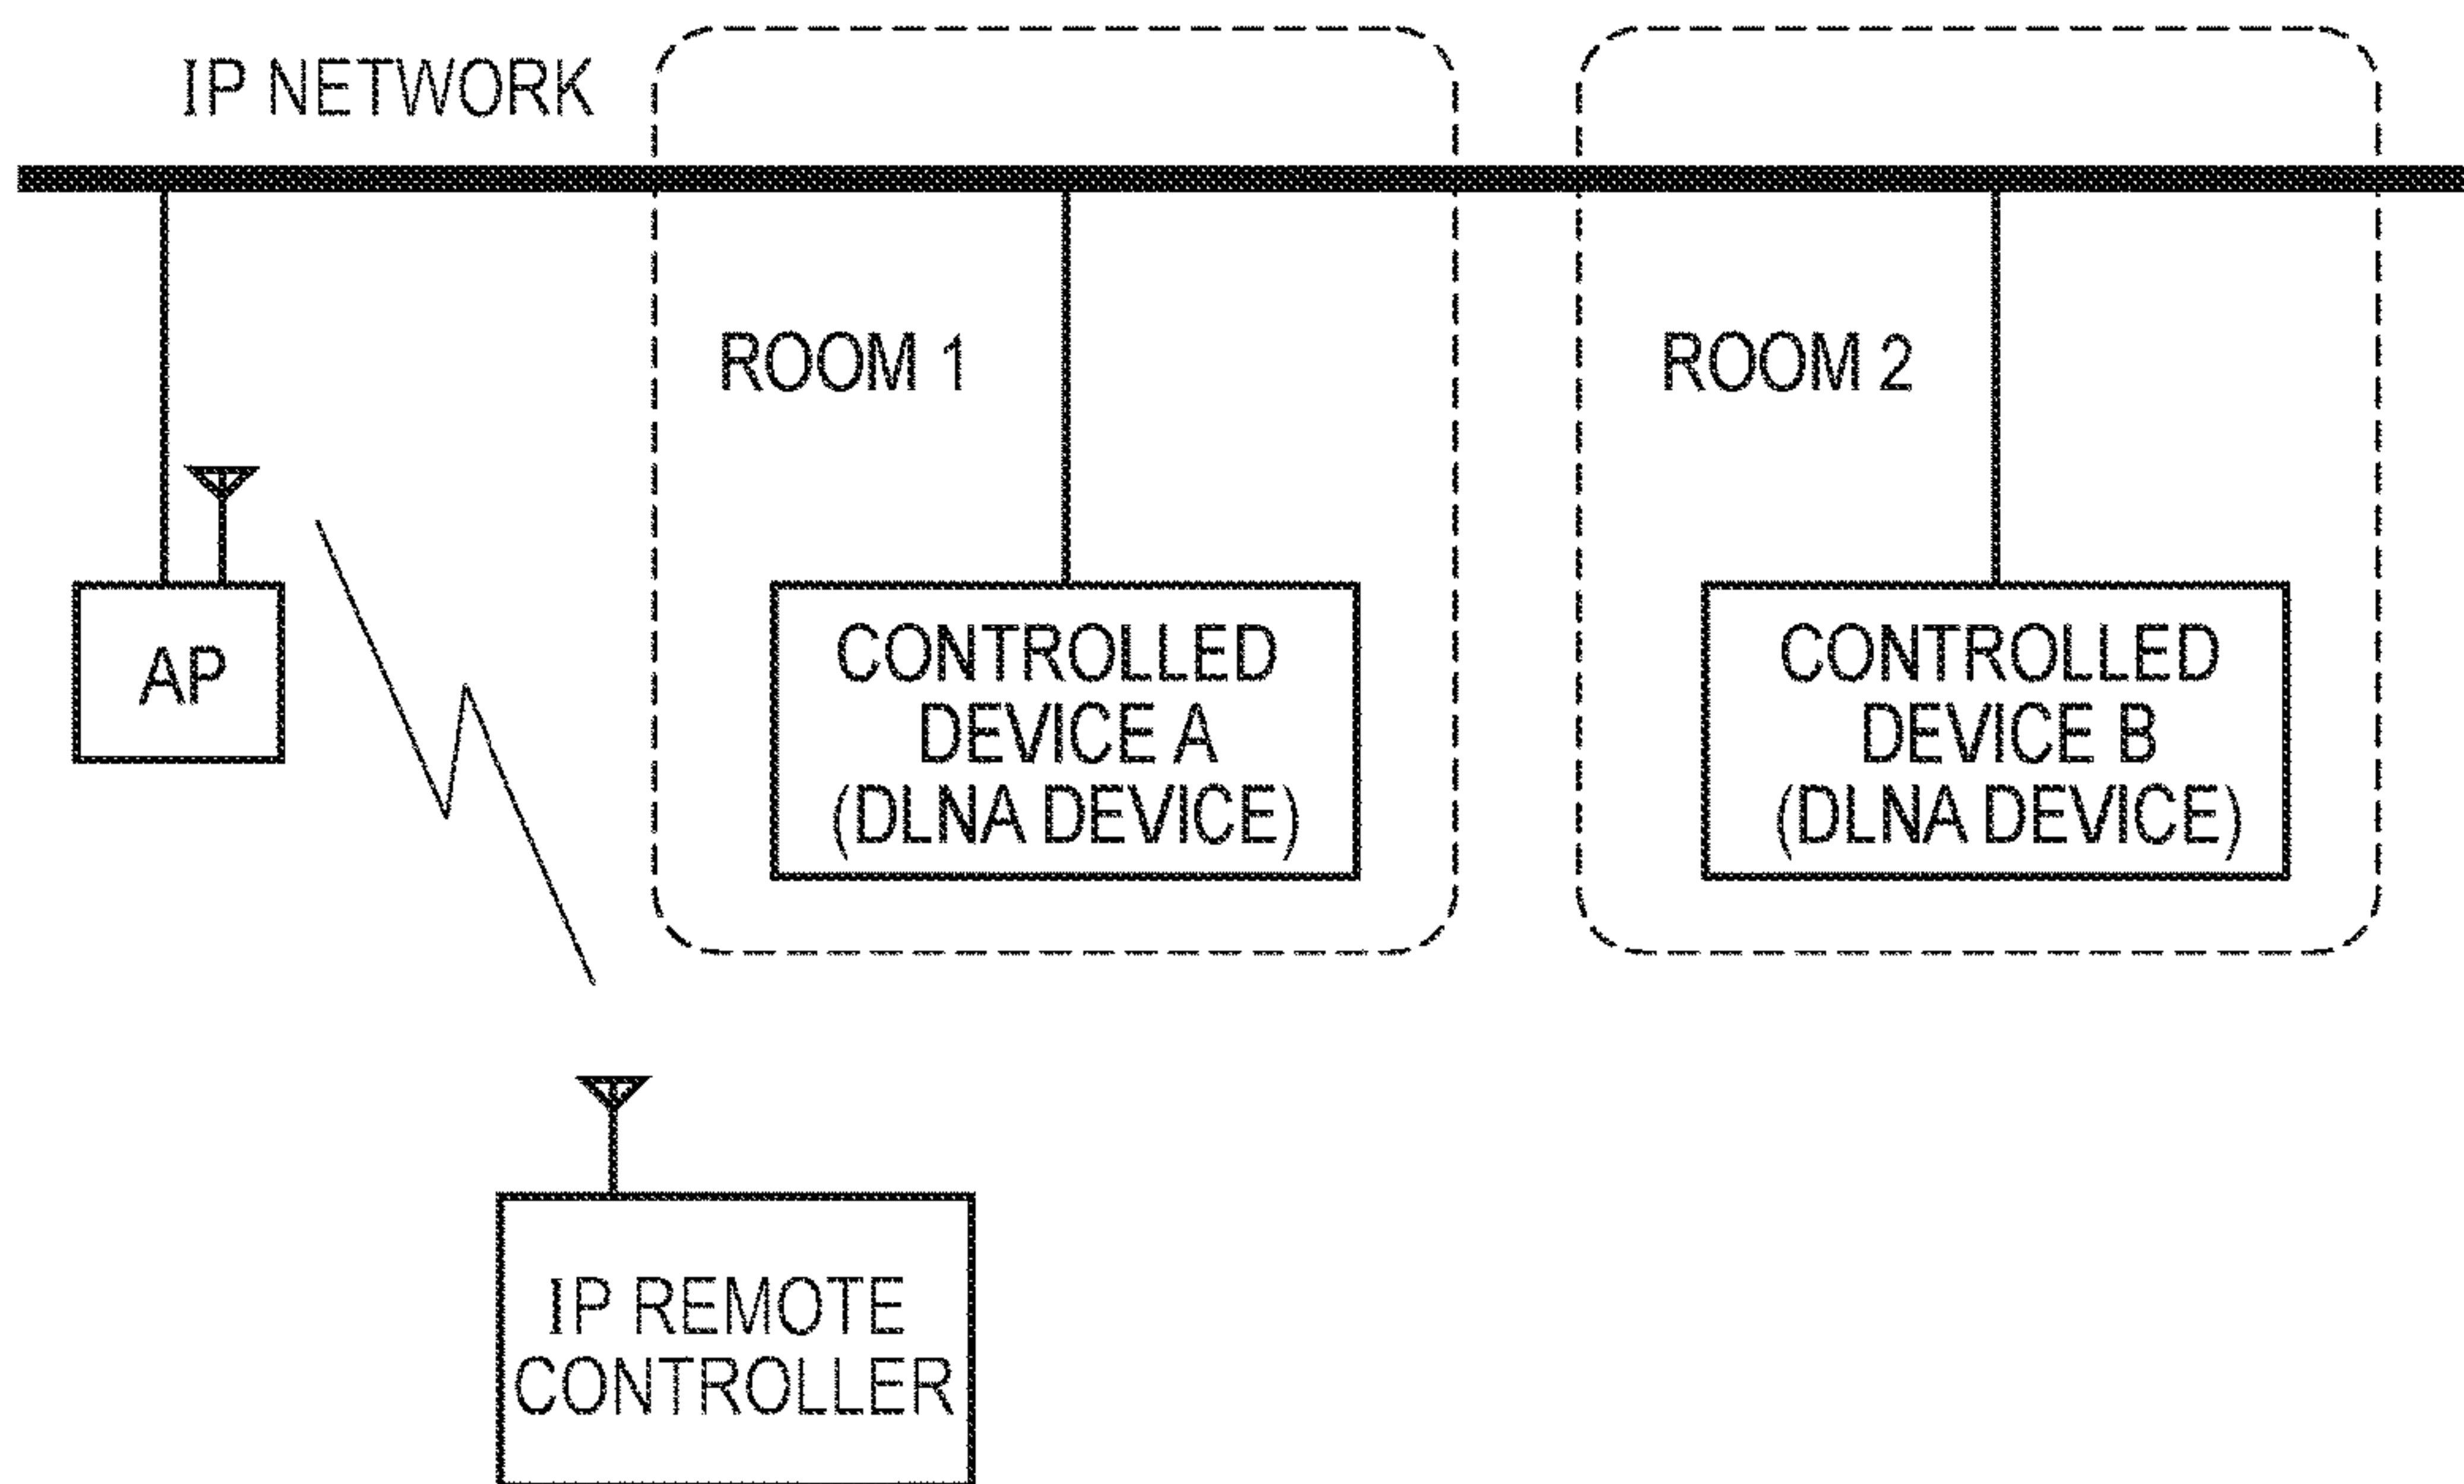 IP NETWORK
ROOM 1
ROOM 2
AP
CONTROLLED
DEVICE A
(DLNA DEVICE)
CONTROLLED
DEVICE B
(DLNA DEVICE)
IP REMOTE
CONTROLLER